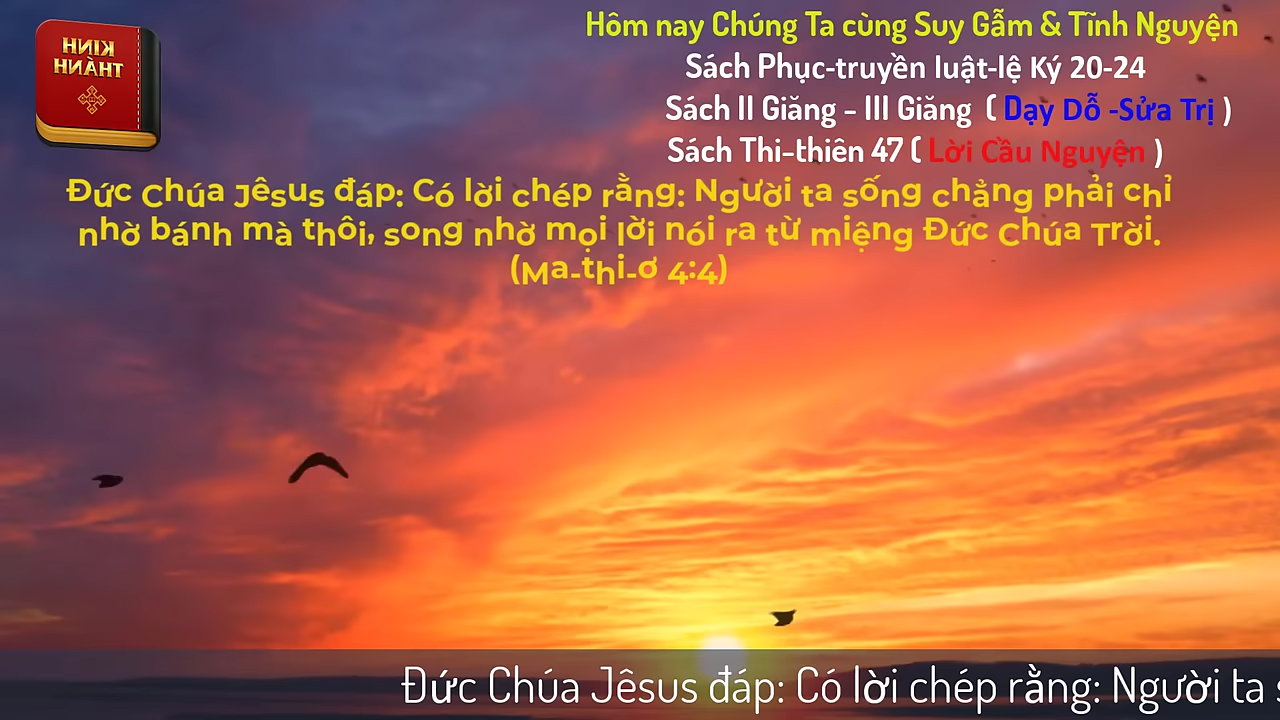 KINH
THÀNH
Hôm nay Chúng Ta cùng Suy Gẫm & Tĩnh Nguyện
Sách Phục-truyền luật-lệ Ký 20-24
Sách II Giăng – III Giăng ( Dạy Dỗ -Sửa Trị )
Sách Thi-thiên 47 ( Lời Cầu Nguyện )
Đức Chúa Jêsus đáp: Có lời chép rằng: Người ta sống chẳng phải chỉ
nhờ bánh mà thôi, song nhờ mọi lời nói ra từ miệng Đức Chúa Trời.
(Ma-thi-ơ 4:4)
Đức Chúa Jêsus đáp: Có lời chép rằng: Người ta